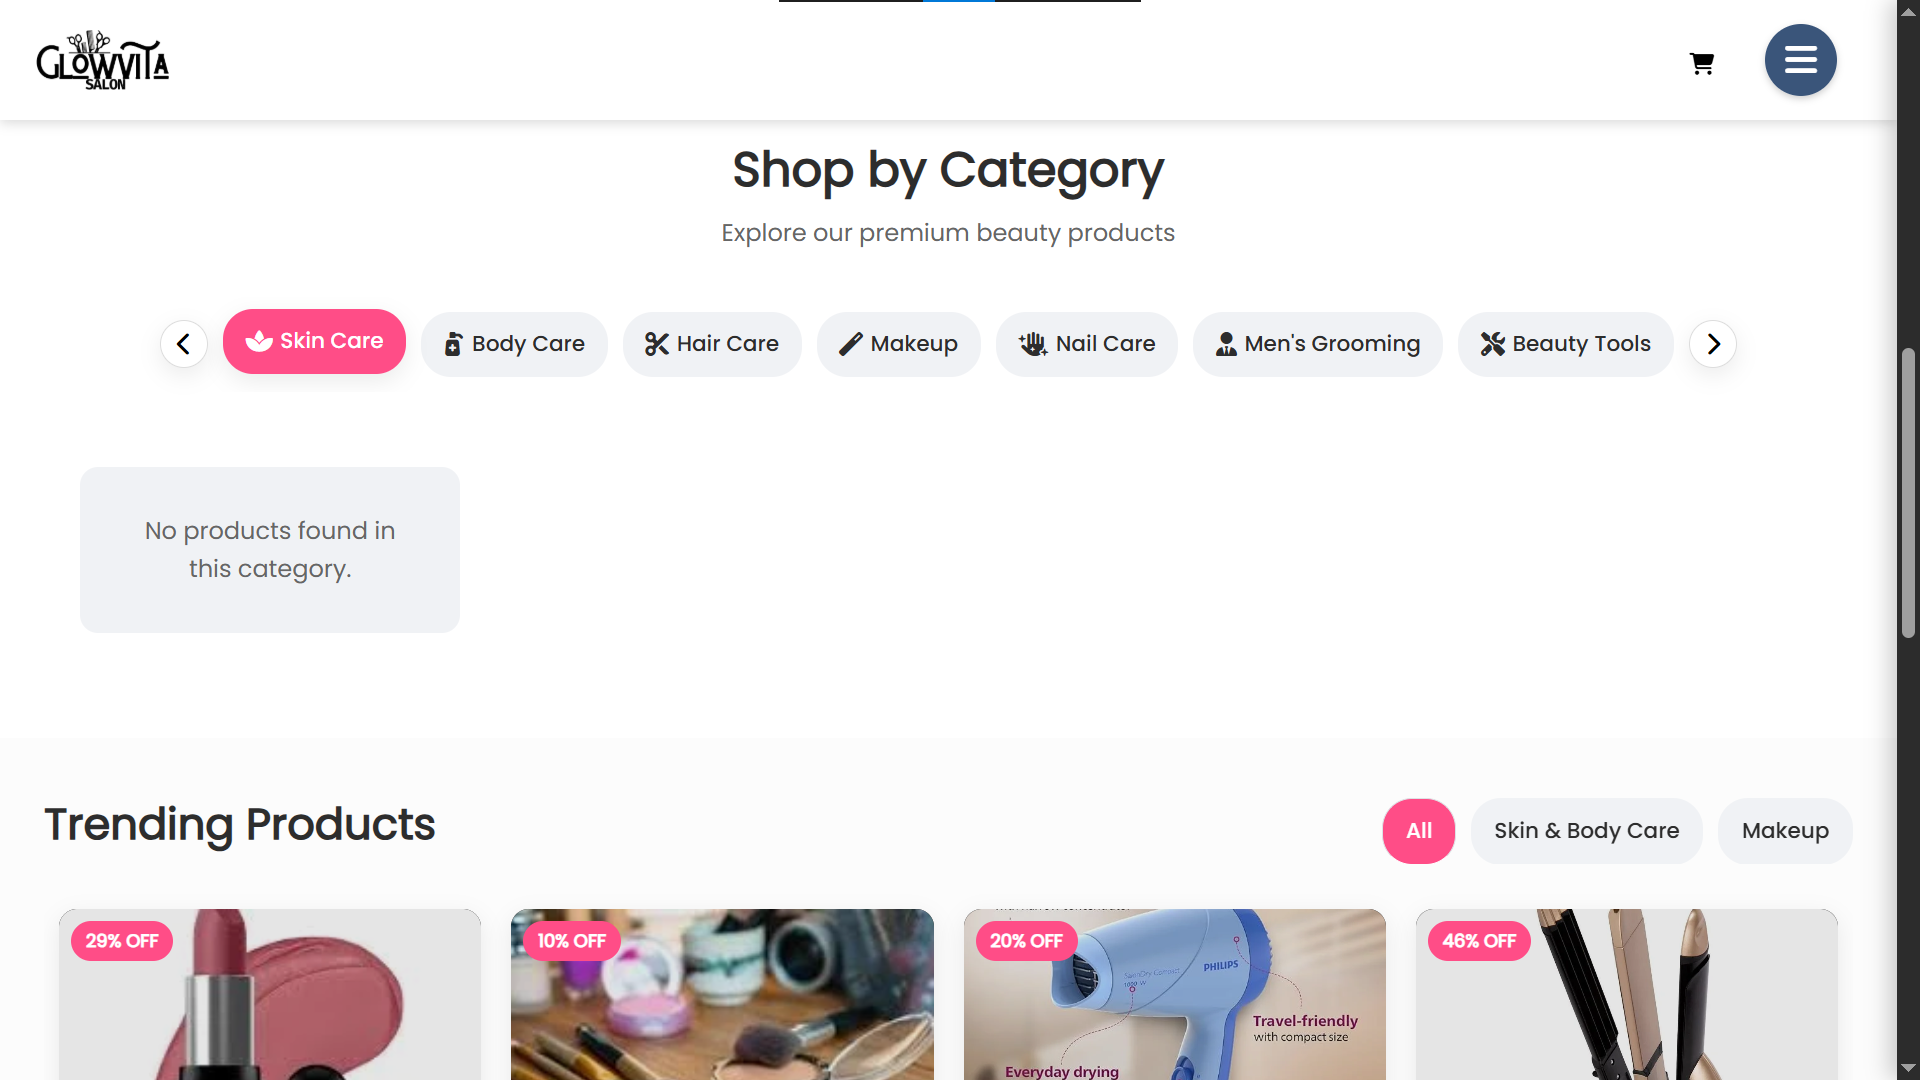 GLOWVITA
SALON
Shop by Category
Explore our premium beauty products
Skin Care
Body Care
Hair Care
Makeup
Nail Care
Men's Grooming
Beauty Tools
No products found in
this category.
Trending Products
All
Skin & Body Care
Makeup
29% OFF
10% OFF
20% OFF
46% OFF
PHILIPS
Travel-friendly
with compact size
Everyday drying